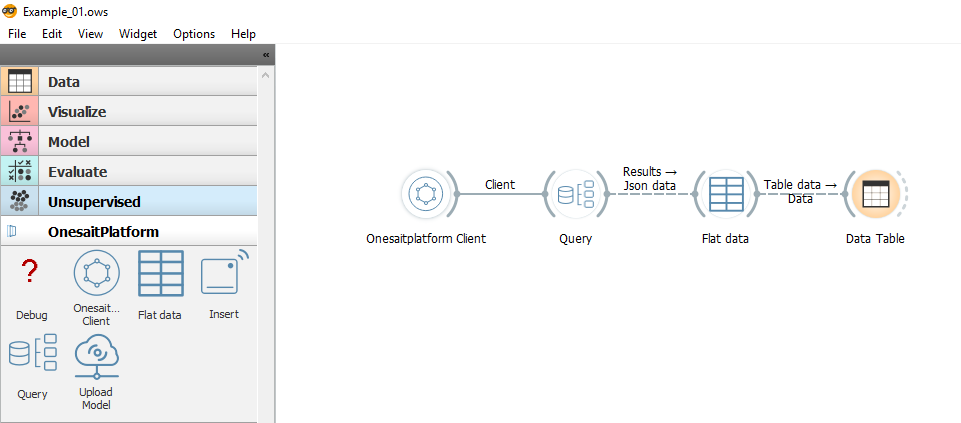 Example_01.ows
File Edit View Widget Options Help
«
Data
Visualize
Model
Evaluate
Unsupervised
OnesaitPlatform
?
Debug
Onesait...
Client
Flat data
Insert
Query
Upload
Model
Client
Results →
Json data
Table data →
Data
Onesaitplatform Client
Query
Flat data
Data Table